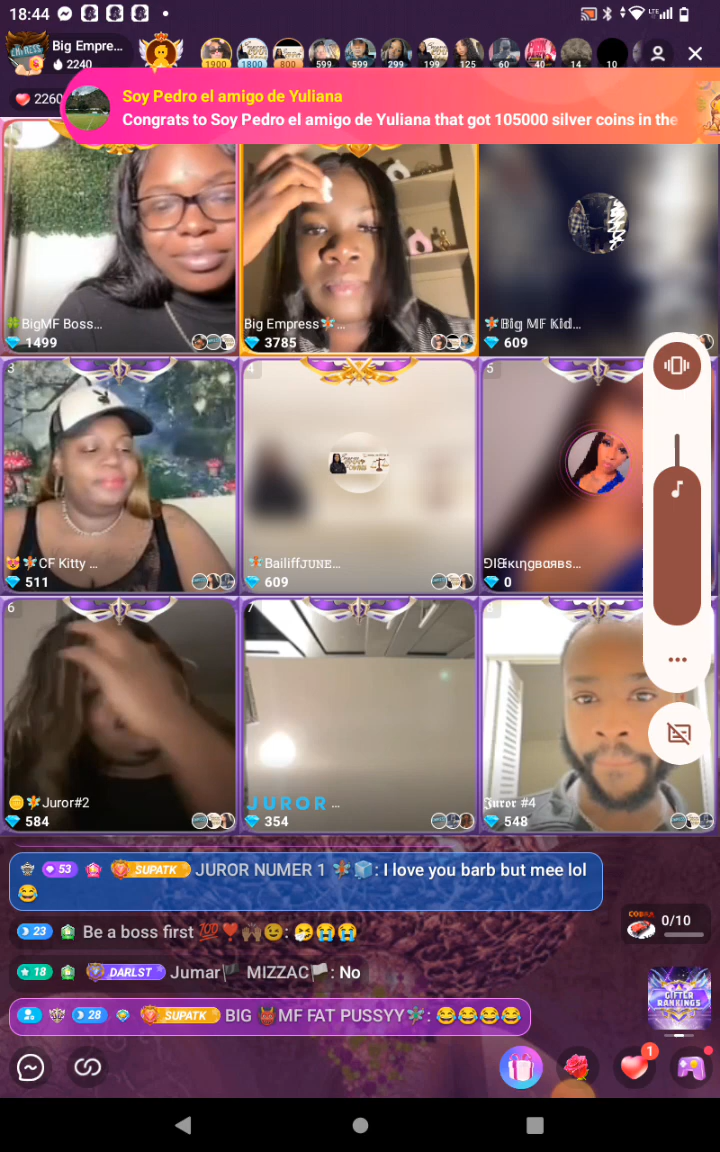 18:44
LTE
Big Empre...
2240
1900
1800
800
599
599
299
199
125
60
40
14
10
2260
Soy Pedro el amigo de Yuliana
Congrats to Soy Pedro el amigo de Yuliana that got 105000 silver coins in the
🍀BigMF Boss...
1499
Big Empress🧚...
3785
🧚𝔹𝕚𝕘 𝕄𝔽 𝕂𝕚𝕕...
609
3
😻🧚CF Kitty ...
511
4
🧚BailiffJUNE...
609
5
0
6
🪙🧚Juror#2
584
7
JUROR ...
354
8
𝕵𝖚𝖗𝖔𝖗 #4
548
53 SUPATK JUROR NUMER 1 🧚🧊: I love you barb but mee lol
😂
23 Be a boss first 💯❣️🙌🏾😉: 🤧😭😭
18 DARLST Jumar🏴 MIZZAC🏳️: No
28 SUPATK BIG 👹MF FAT PUSSYY🧚: 😂😂😂😂
COBRA
0/10
GIFTER
RANKINGS
1